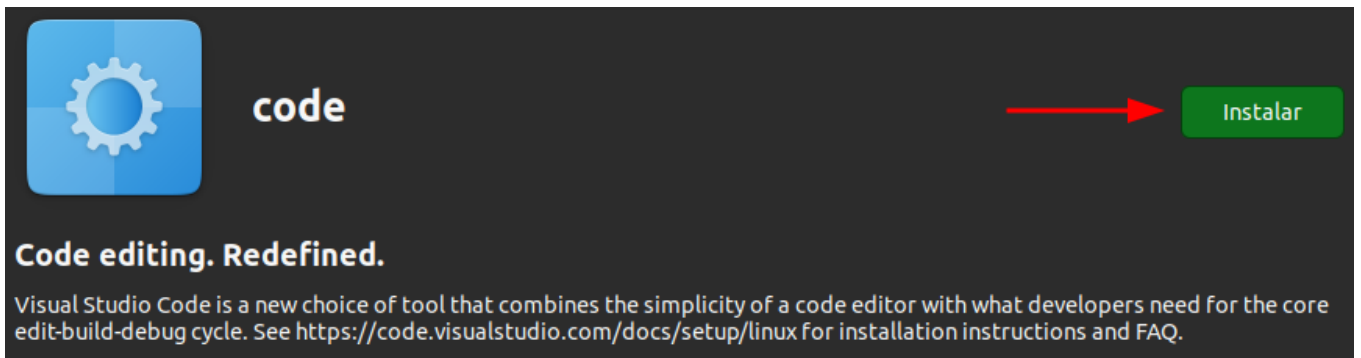 code
Instalar
Code editing. Redefined.
Visual Studio Code is a new choice of tool that combines the simplicity of a code editor with what developers need for the core
edit-build-debug cycle. See https://code.visualstudio.com/docs/setup/linux for installation instructions and FAQ.